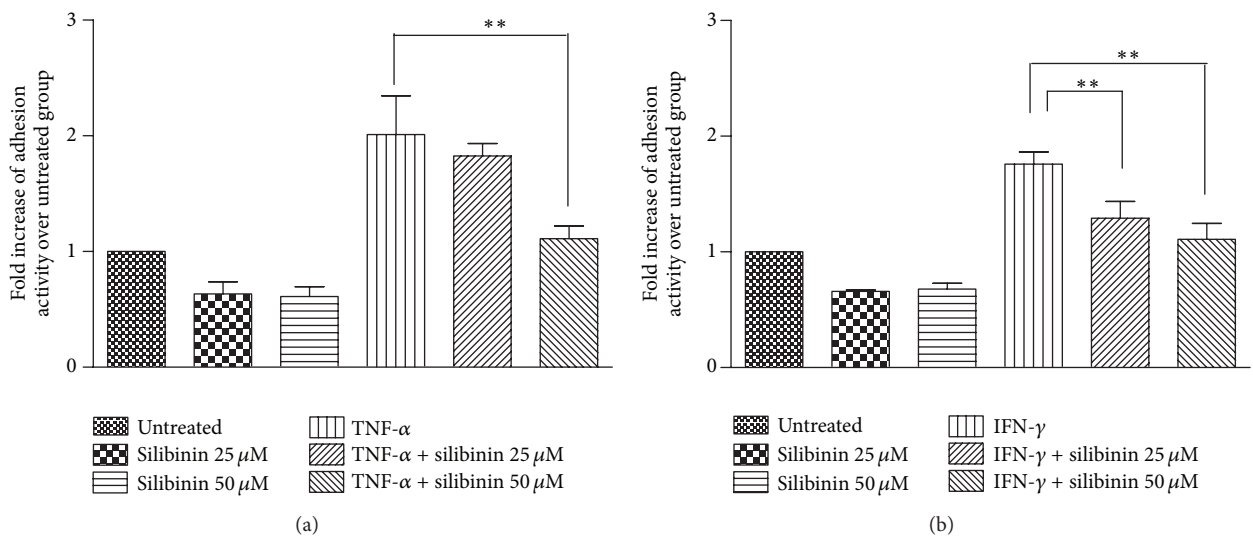 3
2
1
0
Fold increase of adhesion
activity over untreated group
**
Untreated
Silibinin 25 μM
Silibinin 50 μM
TNF-α
TNF-α + silibinin 25 μM
TNF-α + silibinin 50 μM
(a)
3
2
1
0
Fold increase of adhesion
activity over untreated group
**
**
Untreated
Silibinin 25 μM
Silibinin 50 μM
IFN-γ
IFN-γ + silibinin 25 μM
IFN-γ + silibinin 50 μM
(b)